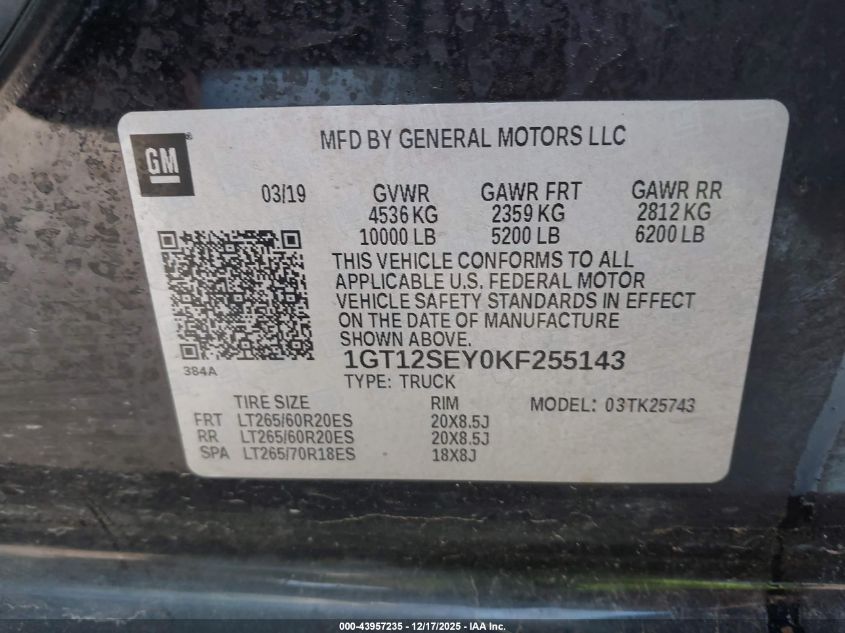 MFD BY GENERAL MOTORS LLC
GM®
03/19 GVWR GAWR FRT GAWR RR
4536 KG 2359 KG 2812 KG
10000 LB 5200 LB 6200 LB
THIS VEHICLE CONFORMS TO ALL
APPLICABLE U.S. FEDERAL MOTOR
VEHICLE SAFETY STANDARDS IN EFFECT
ON THE DATE OF MANUFACTURE
SHOWN ABOVE.
384A
1GT12SEY0KF255143
TYPE: TRUCK
TIRE SIZE RIM MODEL: 03TK25743
FRT LT265/60R20ES 20X8.5J
RR LT265/60R20ES 20X8.5J
SPA LT265/70R18ES 18X8J
000-43957235 - 12/17/2025 - IAA Inc.